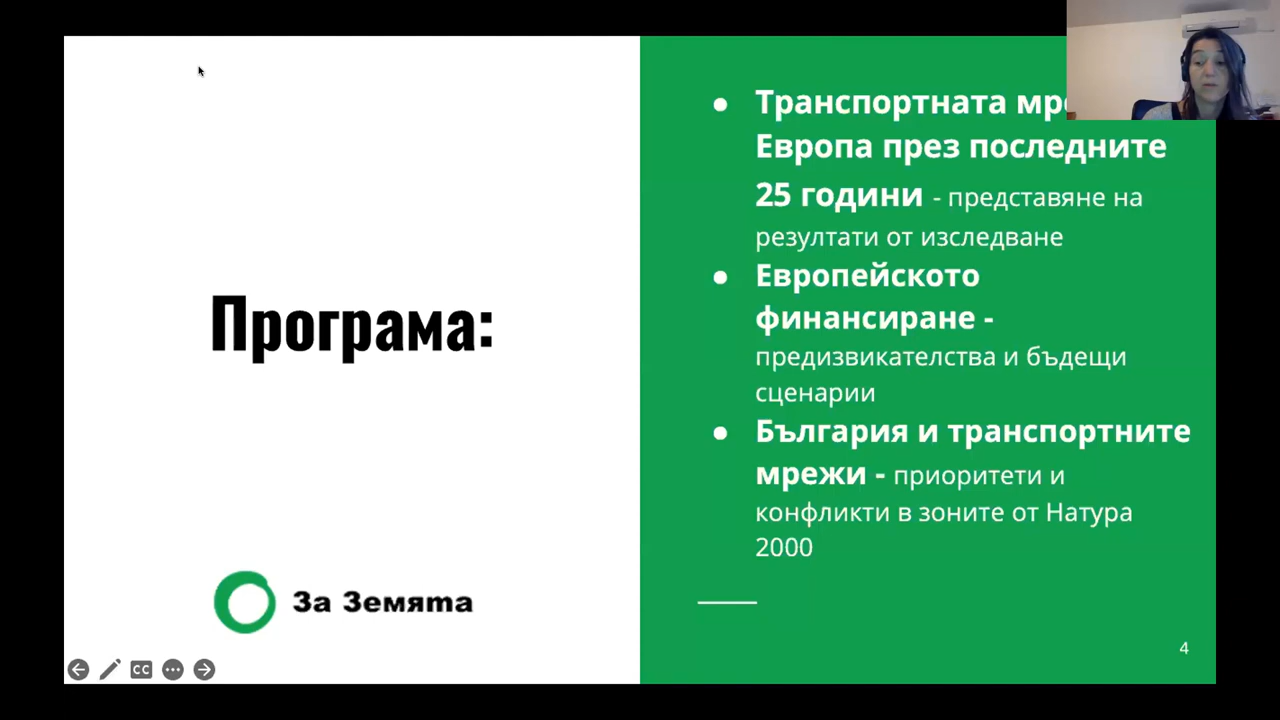 Програма:
За Земята
CC
• Транспортната
Европа през последните
25 години - представяне на
резултати от изследване
• Европейското
финансиране -
предизвикателства и бъдещи
сценарии
• България и транспортните
мрежи - приоритети и
конфликти в зоните от Натура
2000
4